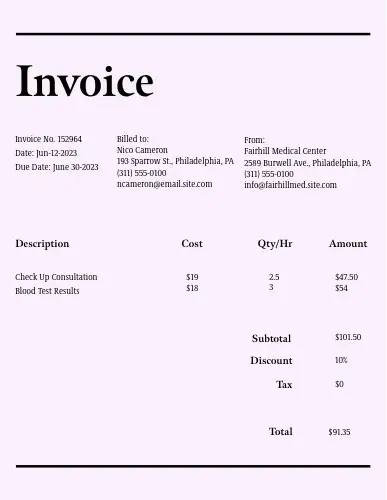 Invoice
Invoice No. 152964
Date: Jun-12-2023
Due Date: June 30-2023
Billed to:
Nico Cameron
193 Sparrow St., Philadelphia, PA
(311) 555-0100
ncameron@email.site.com
From:
Fairhill Medical Center
2589 Burwell Ave., Philadelphia, PA
(311) 555-0100
info@fairhillmed.site.com
Description Cost Qty/Hr Amount
Check Up Consultation $19 2.5 $47.50
Blood Test Results $18 3 $54
Subtotal $101.50
Discount 10%
Tax $0
Total $91.35